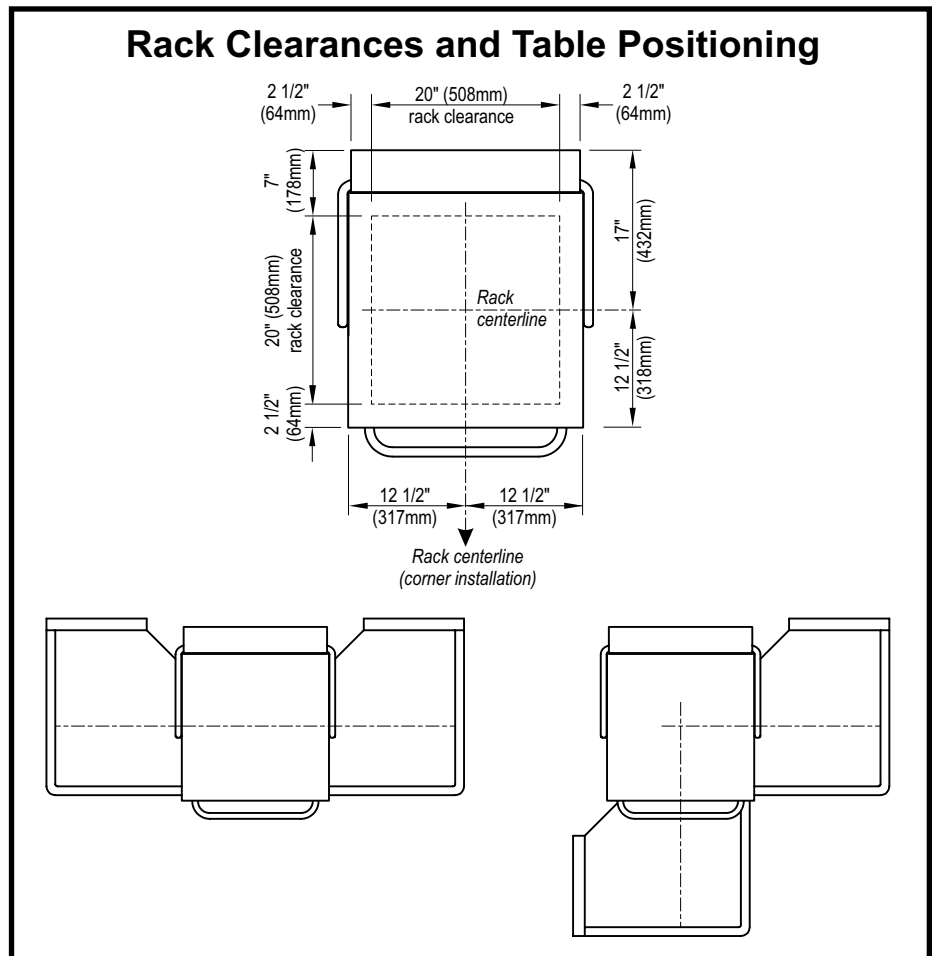 Rack Clearances and Table Positioning
2 1/2"
(64mm)
20" (508mm)
rack clearance
2 1/2"
(64mm)
7"
(178mm)
17"
(432mm)
20" (508mm)
rack clearance
Rack
centerline
12 1/2"
(318mm)
2 1/2"
(64mm)
12 1/2"
(317mm)
12 1/2"
(317mm)
Rack centerline
(corner installation)